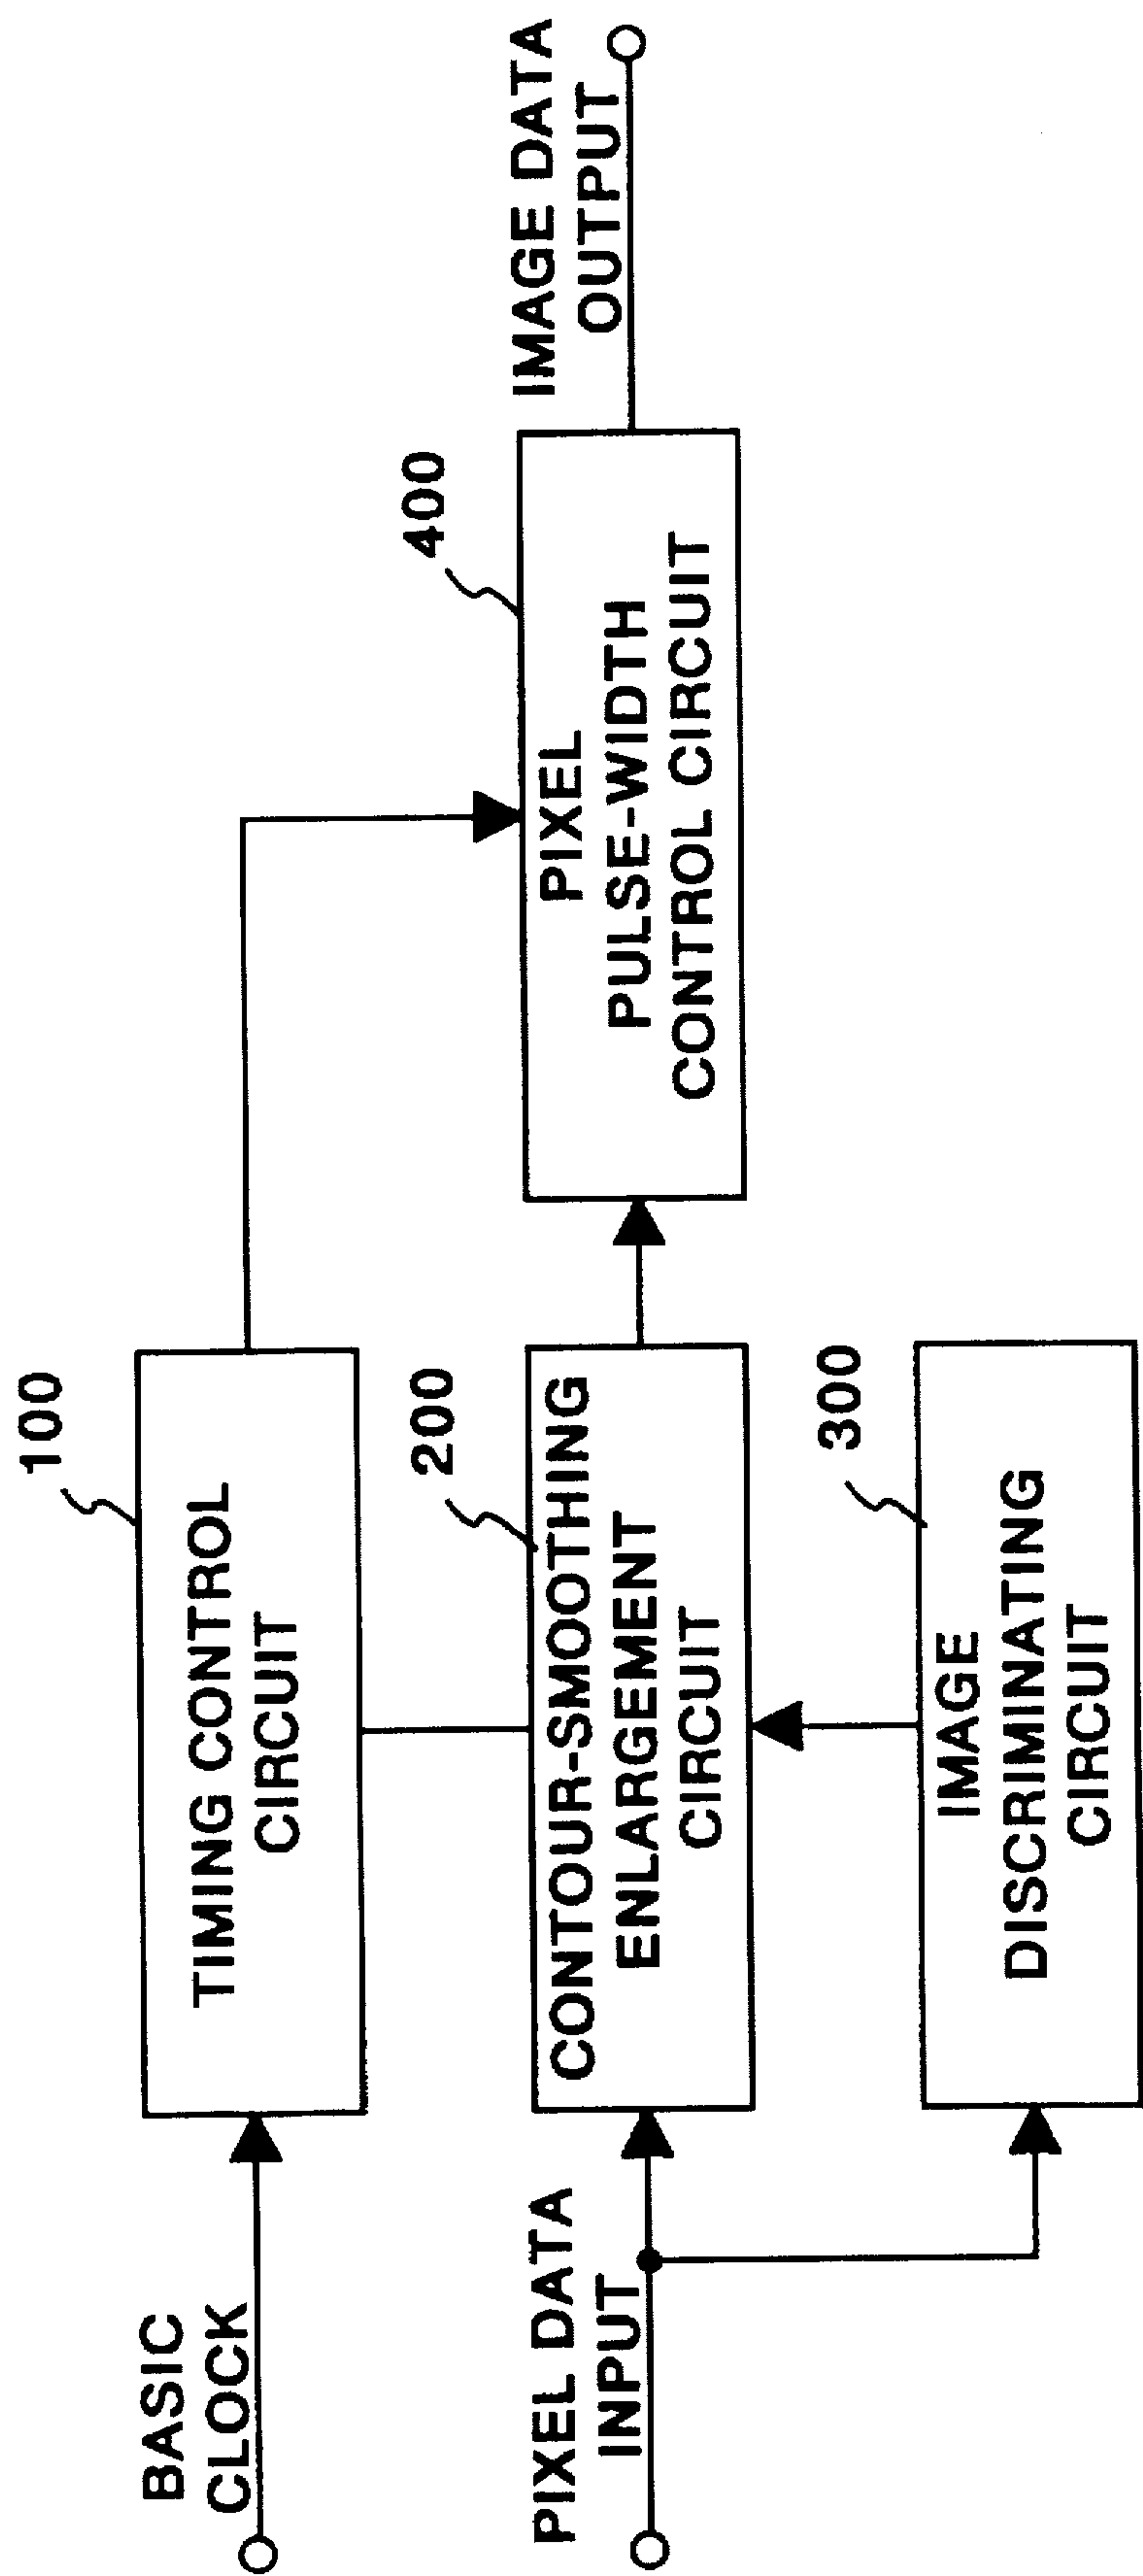 100
BASIC
CLOCK
TIMING CONTROL
CIRCUIT
200
400
PIXEL DATA
INPUT
CONTOUR-SMOOTHING
ENLARGEMENT
CIRCUIT
PIXEL
PULSE-WIDTH
CONTROL CIRCUIT
IMAGE DATA
OUTPUT
300
IMAGE
DISCRIMINATING
CIRCUIT